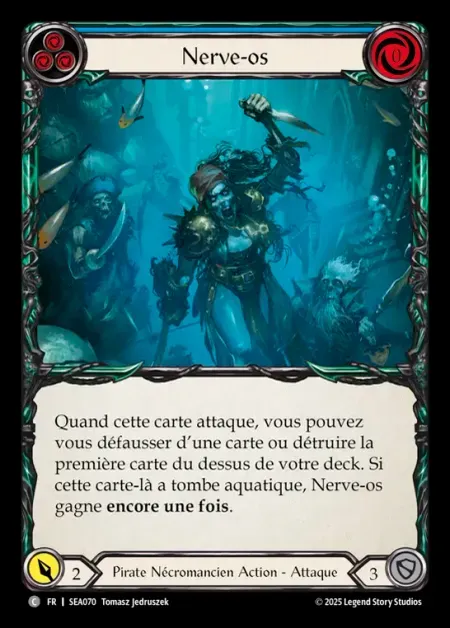 Nerve-os
0
Quand cette carte attaque, vous pouvez
vous défausser d'une carte ou détruire la
première carte du dessus de votre deck. Si
cette carte-là a tombe aquatique, Nerve-os
gagne encore une fois.
2
Pirate Nécromancien Action - Attaque
3
C FR | SEA070 Tomasz Jedruszek
© 2025 Legend Story Studios